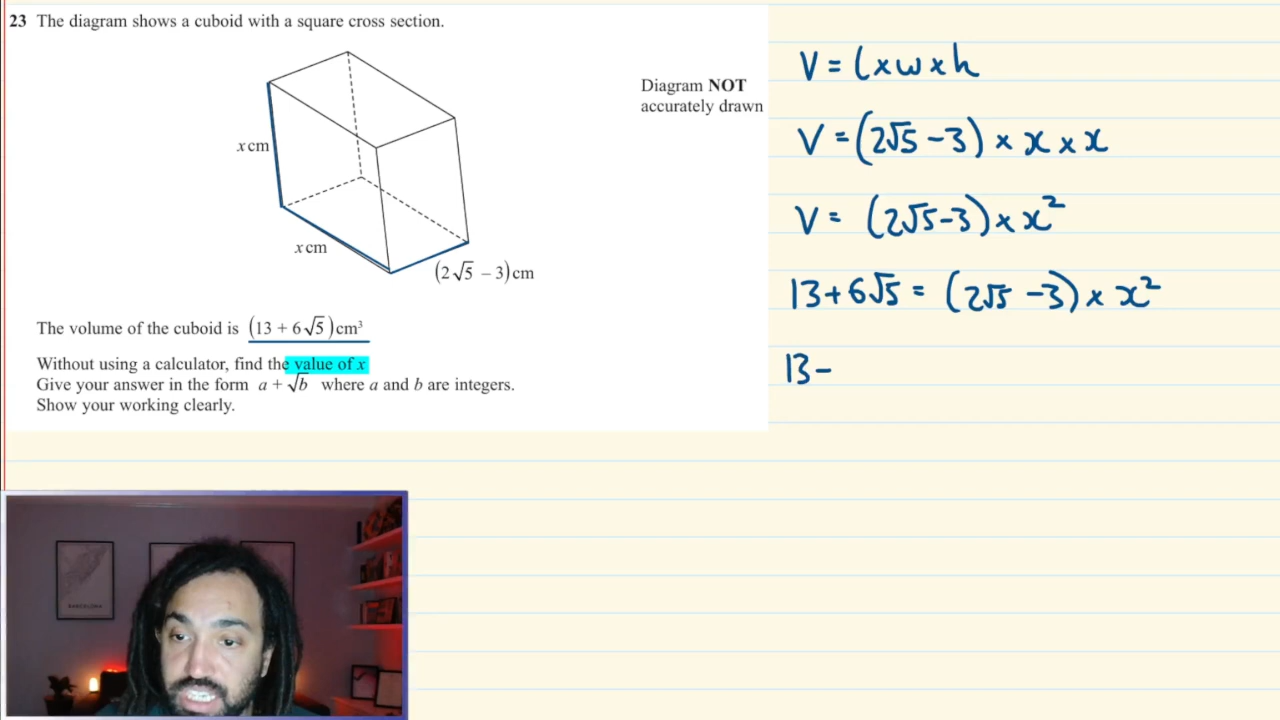 23 The diagram shows a cuboid with a square cross section.
Diagram NOT
accurately drawn
x cm
x cm
(2√5 – 3) cm
The volume of the cuboid is (13 + 6√5) cm³
Without using a calculator, find the value of x
Give your answer in the form a + √b where a and b are integers.
Show your working clearly.
V = l × w × h
V = (2√5 – 3) × x × x
V = (2√5 – 3) × x²
13 + 6√5 = (2√5 – 3) × x²
13 –
BARCELONA